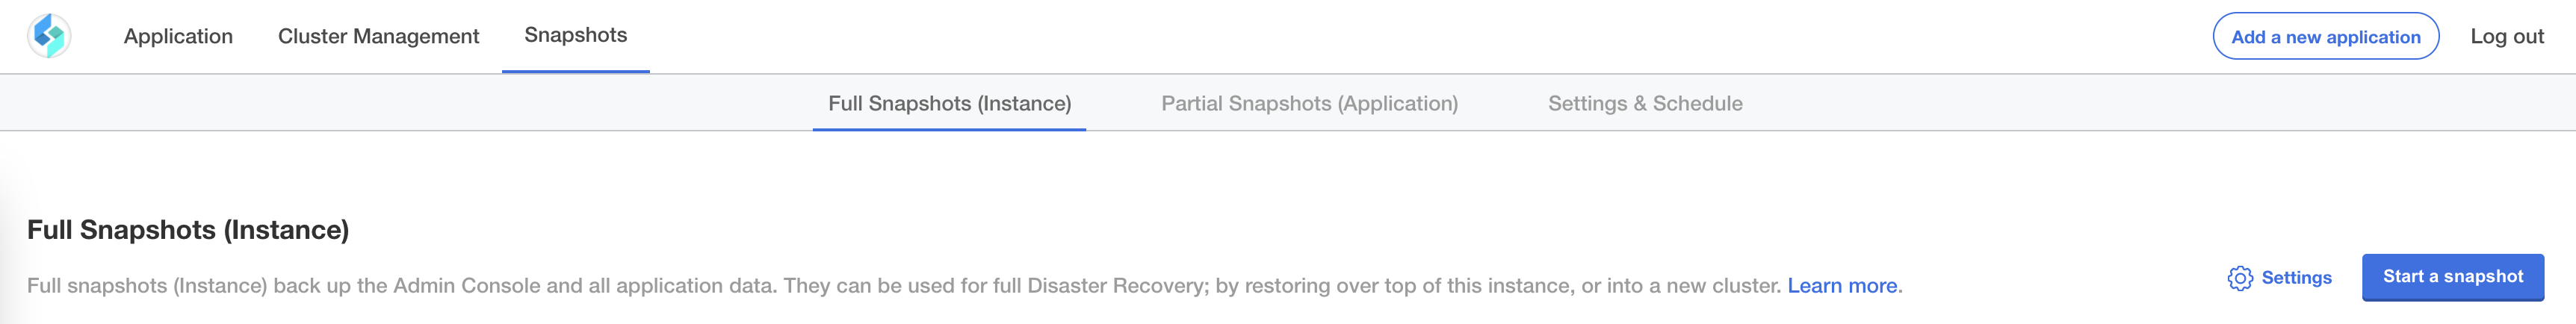 Application Cluster Management Snapshots Add a new application Log out
Full Snapshots (Instance) Partial Snapshots (Application) Settings & Schedule
Full Snapshots (Instance)
Full snapshots (Instance) back up the Admin Console and all application data. They can be used for full Disaster Recovery; by restoring over top of this instance, or into a new cluster. Learn more. Settings Start a snapshot